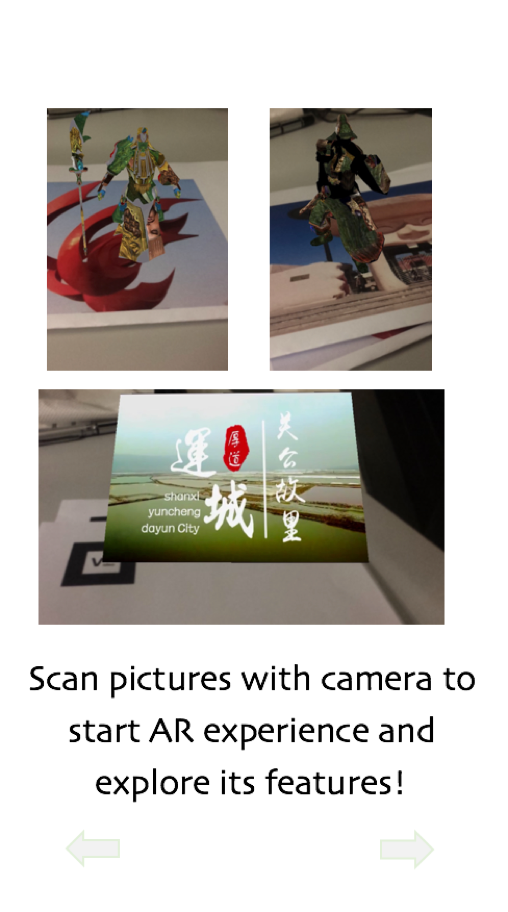 運城
厚道
shanxi
yuncheng
dayun City
关公故里
Scan pictures with camera to
start AR experience and
explore its features!